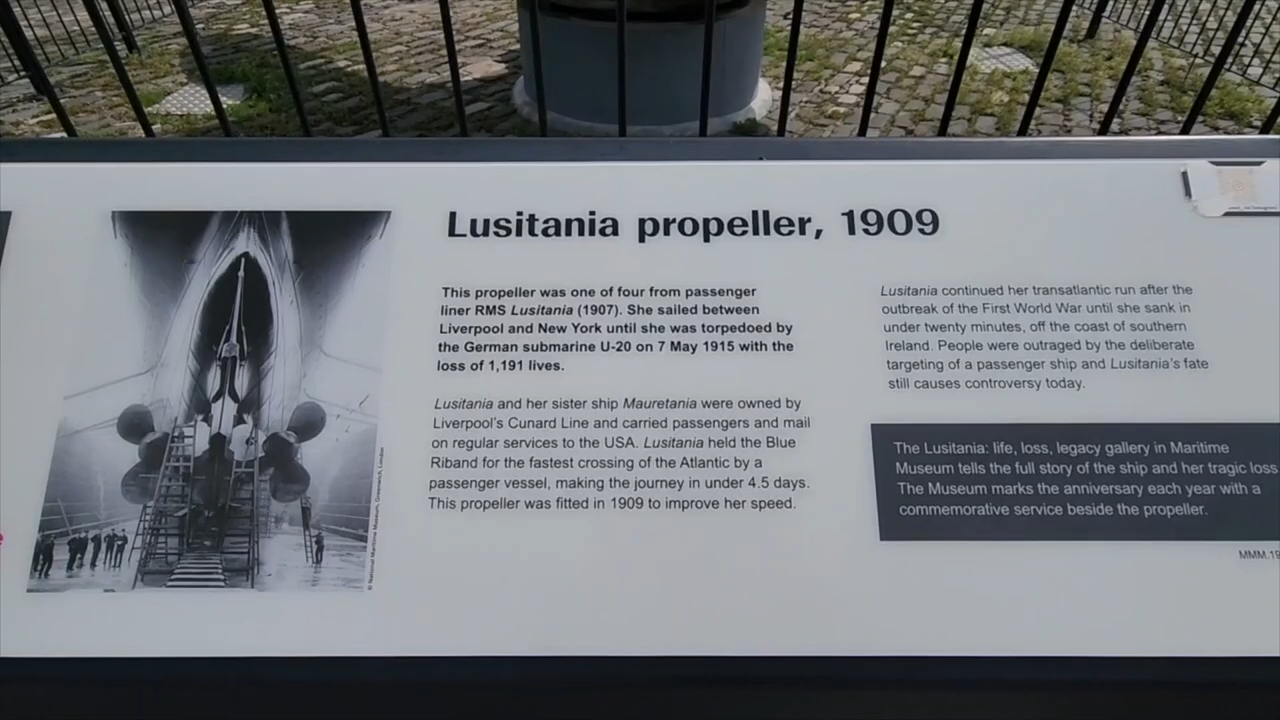 Lusitania propeller, 1909
This propeller was one of four from passenger
liner RMS Lusitania (1907). She sailed between
Liverpool and New York until she was torpedoed by
the German submarine U-20 on 7 May 1915 with the
loss of 1,191 lives.
Lusitania and her sister ship Mauretania were owned by
Liverpool's Cunard Line and carried passengers and mail
on regular services to the USA. Lusitania held the Blue
Riband for the fastest crossing of the Atlantic by a
passenger vessel, making the journey in under 4.5 days.
This propeller was fitted in 1909 to improve her speed.
Lusitania continued her transatlantic run after the
outbreak of the First World War until she sank in
under twenty minutes, off the coast of southern
Ireland. People were outraged by the deliberate
targeting of a passenger ship and Lusitania's fate
still causes controversy today.
The Lusitania: life, loss, legacy gallery in Maritime
Museum tells the full story of the ship and her tragic loss
The Museum marks the anniversary each year with a
commemorative service beside the propeller.
MMM.19
© National Maritime Museum, Greenwich, London